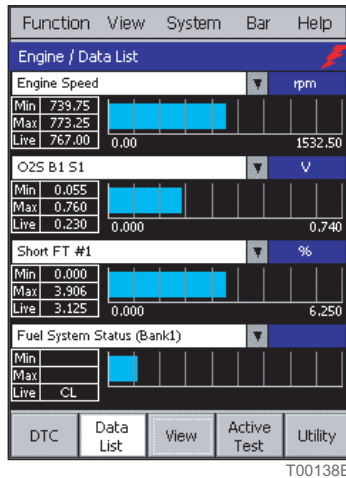 Function View System Bar Help
Engine / Data List
Engine Speed rpm
Min 739.75
Max 773.25
Live 767.00 0.00 1532.50
O2S B1 S1 V
Min 0.055
Max 0.760
Live 0.230 0.000 0.740
Short FT #1 %
Min 0.000
Max 3.906
Live 3.125 0.000 6.250
Fuel System Status (Bank1)
Min
Max
Live CL
DTC Data List View Active Test Utility
T00138E